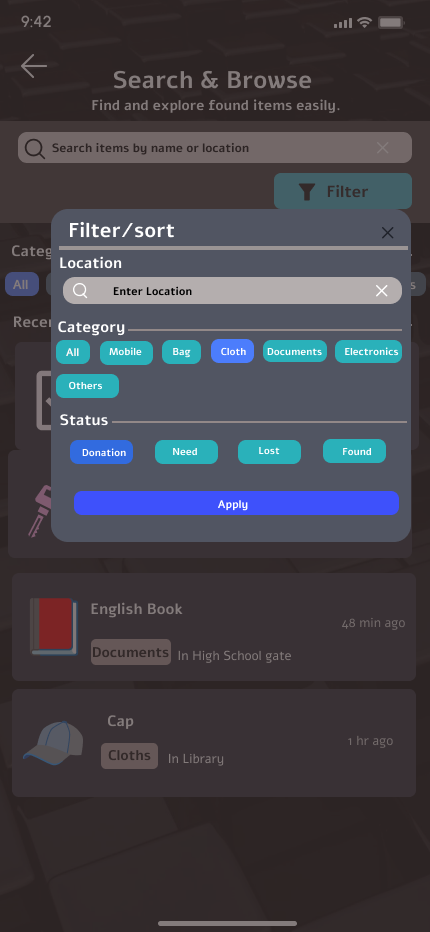 9:42
Search & Browse
Find and explore found items easily.
Search items by name or location
Filter
Filter/sort
Categ
Location
All
Enter Location
s
Recen
Category
All Mobile Bag Cloth Documents Electronics
Others
Status
Donation Need Lost Found
Apply
English Book
48 min ago
Documents In High School gate
Cap
1 hr ago
Cloths In Library